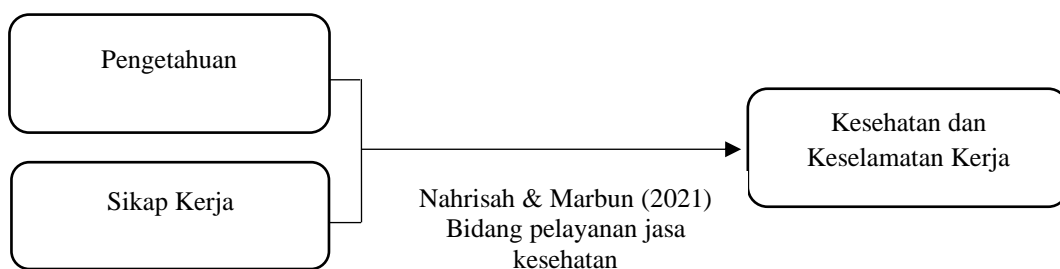 Pengetahuan
Sikap Kerja
Nahrisah & Marbun (2021)
Bidang pelayanan jasa
kesehatan
Kesehatan dan
Keselamatan Kerja